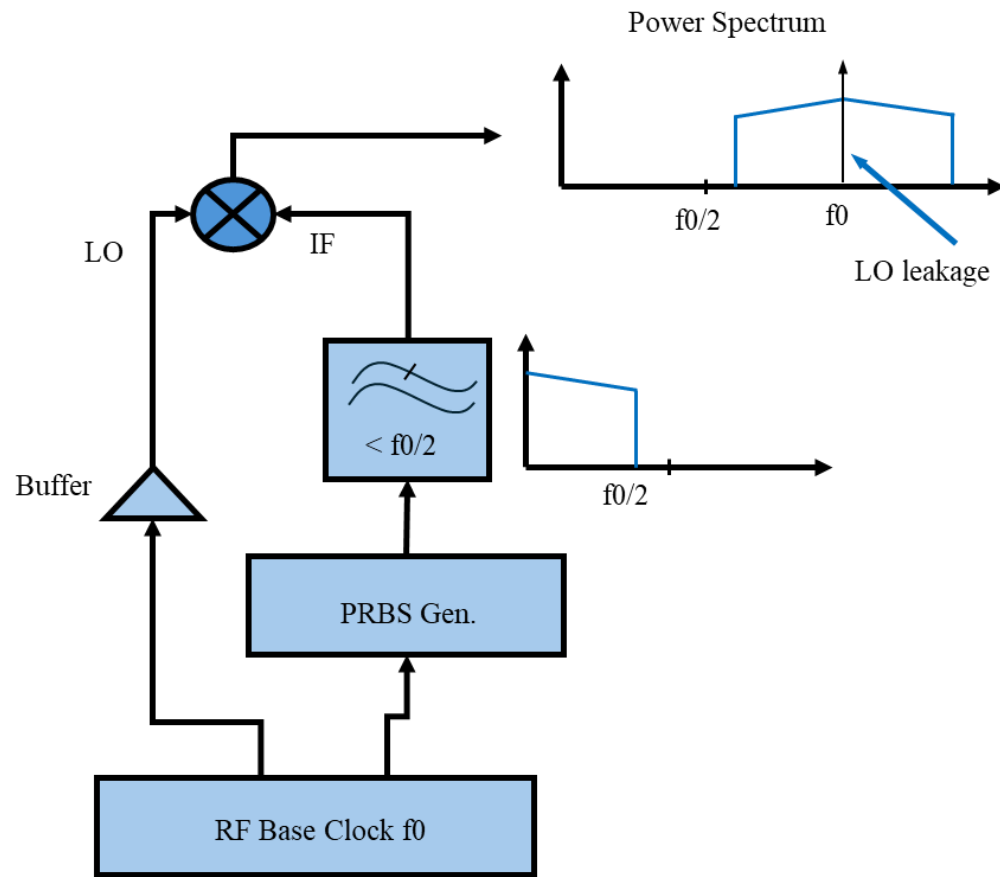 Power Spectrum
f0/2
f0
LO leakage
LO
IF
< f0/2
f0/2
Buffer
PRBS Gen.
RF Base Clock f0